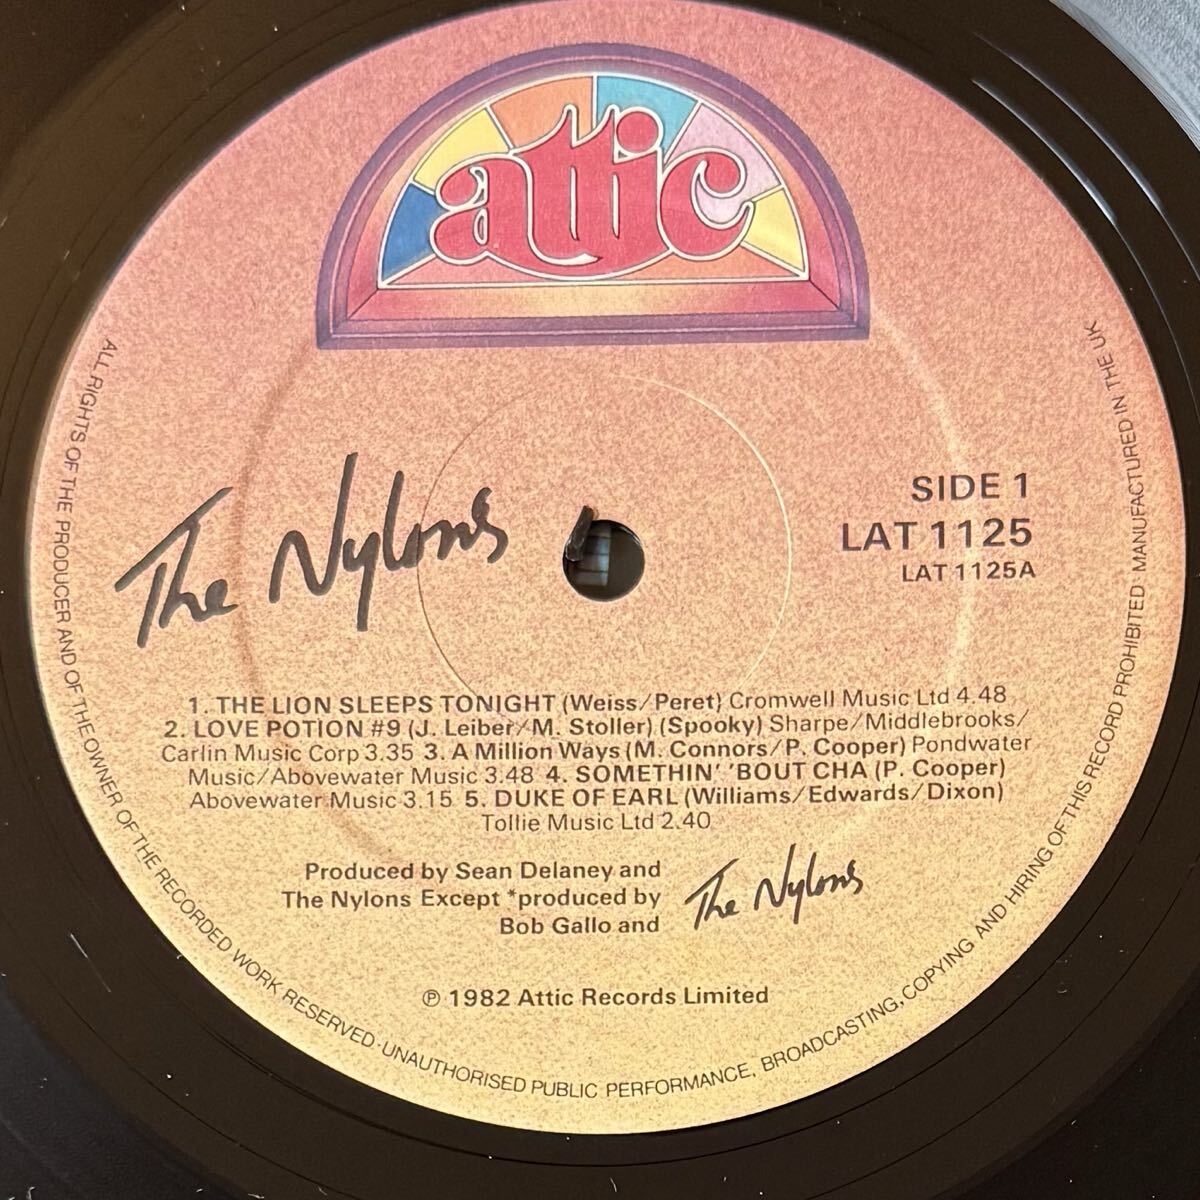 attic
The Nylons
SIDE 1
LAT 1125
LAT 1125A
1. THE LION SLEEPS TONIGHT (Weiss/Peret) Cromwell Music Ltd 4.48
2. LOVE POTION #9 (J. Leiber/M. Stoller) (Spooky) Sharpe/Middlebrooks/
Carlin Music Corp 3.35 3. A Million Ways (M. Connors/P. Cooper) Pondwater
Music/Abovewater Music 3.48 4. SOMETHIN' 'BOUT CHA (P. Cooper)
Abovewater Music 3.15 5. DUKE OF EARL (Williams/Edwards/Dixon)
Tollie Music Ltd 2.40
Produced by Sean Delaney and
The Nylons Except *produced by
Bob Gallo and
The Nylons
℗ 1982 Attic Records Limited
ALL RIGHTS OF THE PRODUCER AND OF THE OWNER OF THE RECORDED WORK RESERVED · UNAUTHORISED PUBLIC PERFORMANCE, BROADCASTING, COPYING AND HIRING OF THIS RECORD PROHIBITED · MANUFACTURED IN THE UK